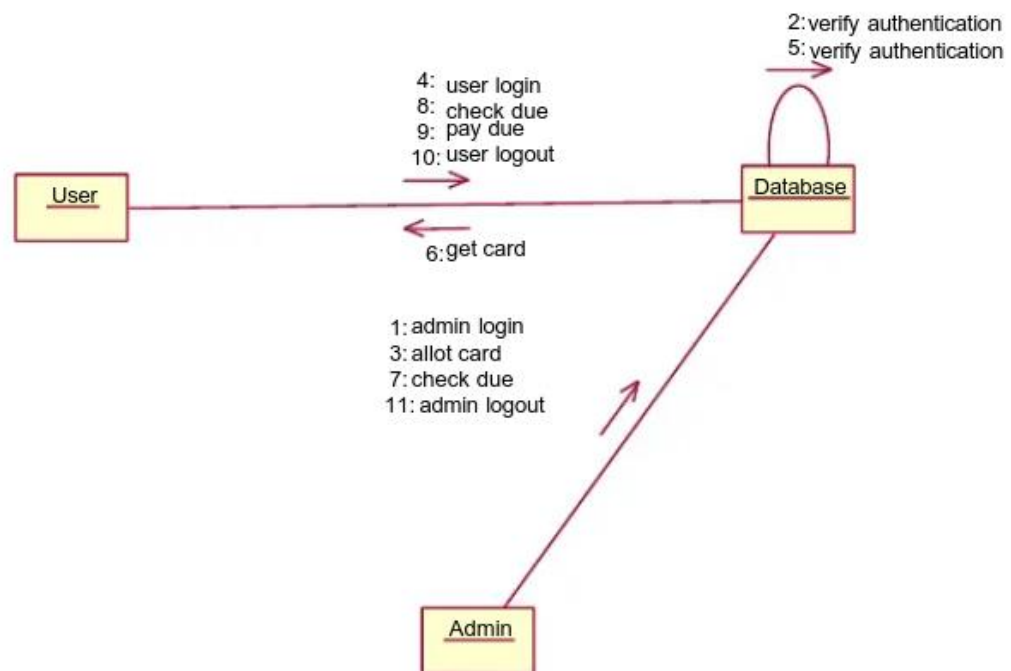 2: verify authentication
5: verify authentication
4: user login
8: check due
9: pay due
10: user logout
User
Database
6: get card
1: admin login
3: allot card
7: check due
11: admin logout
Admin